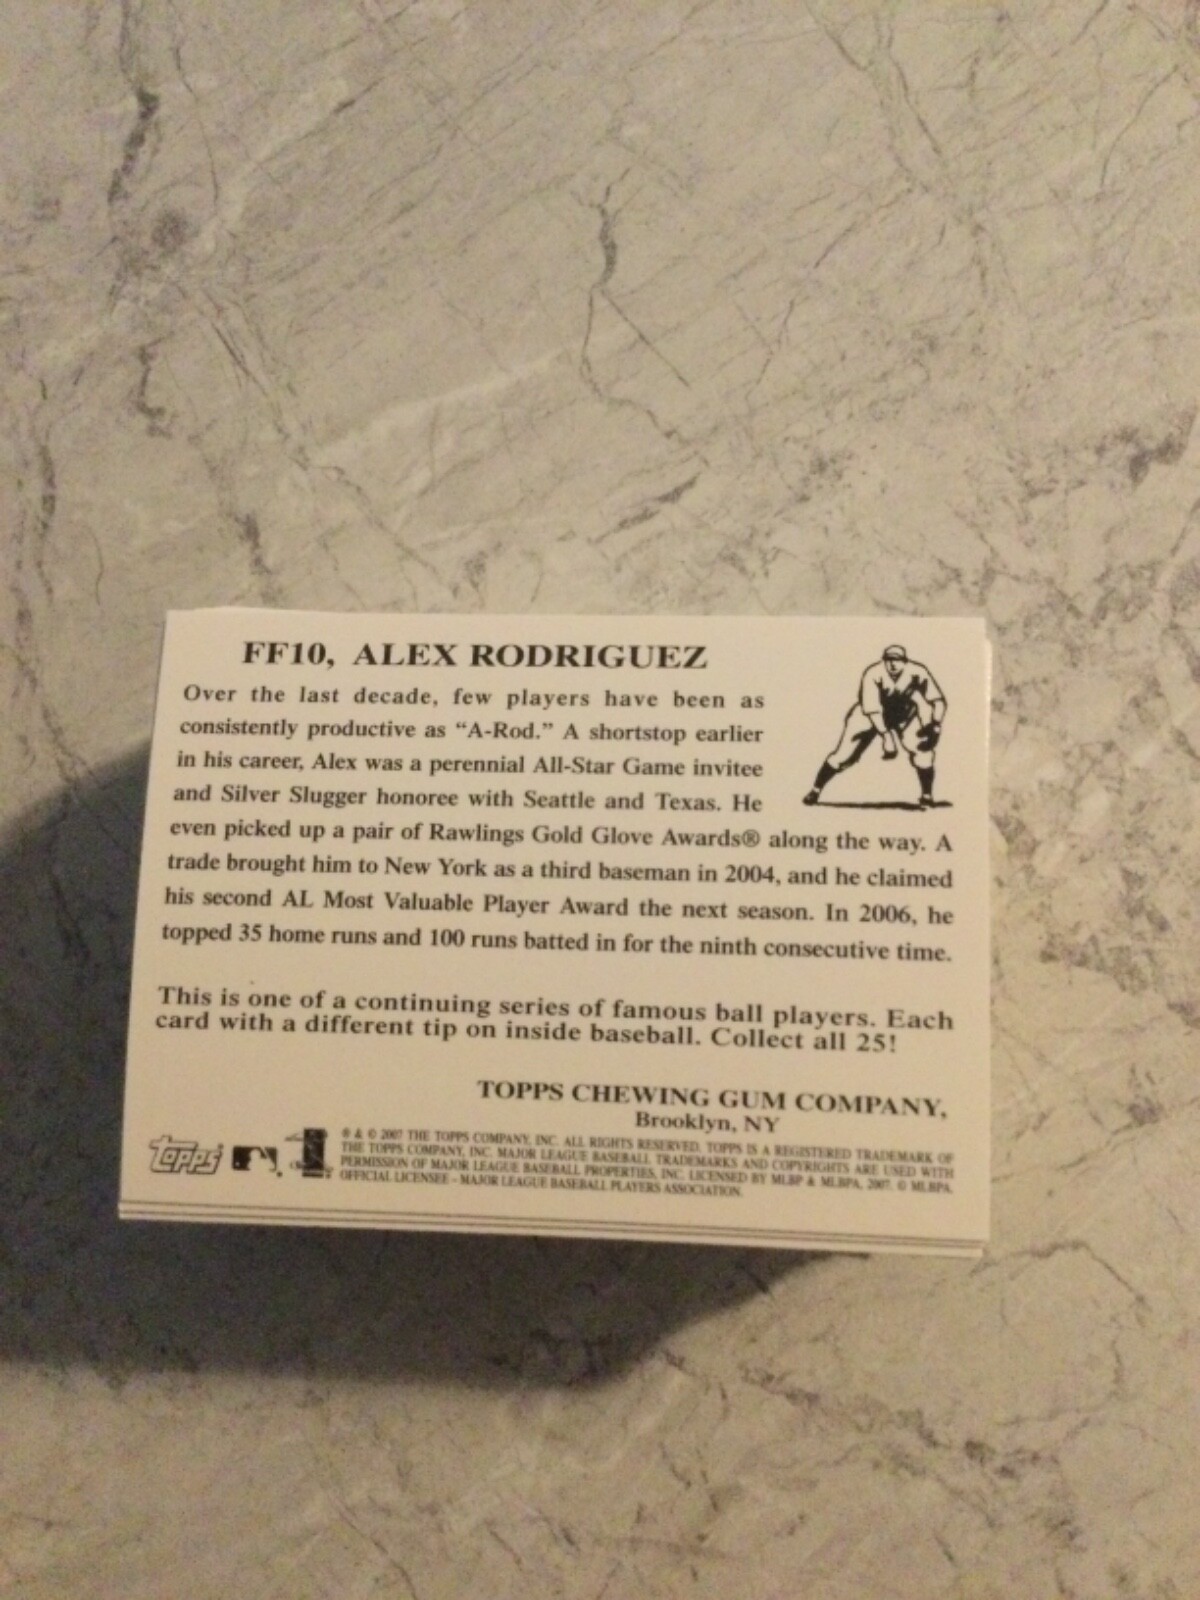 FF10, ALEX RODRIGUEZ
Over the last decade, few players have been as
consistently productive as “A-Rod.” A shortstop earlier
in his career, Alex was a perennial All-Star Game invitee
and Silver Slugger honoree with Seattle and Texas. He
even picked up a pair of Rawlings Gold Glove Awards® along the way. A
trade brought him to New York as a third baseman in 2004, and he claimed
his second AL Most Valuable Player Award the next season. In 2006, he
topped 35 home runs and 100 runs batted in for the ninth consecutive time.
This is one of a continuing series of famous ball players. Each
card with a different tip on inside baseball. Collect all 25!
TOPPS CHEWING GUM COMPANY,
Brooklyn, NY
Topps
® & © 2007 THE TOPPS COMPANY, INC. ALL RIGHTS RESERVED. TOPPS IS A REGISTERED TRADEMARK OF
THE TOPPS COMPANY, INC. MAJOR LEAGUE BASEBALL TRADEMARKS AND COPYRIGHTS ARE USED WITH
PERMISSION OF MAJOR LEAGUE BASEBALL PROPERTIES, INC. LICENSED BY MLBP & MLBPA, 2007. © MLBPA.
OFFICIAL LICENSEE - MAJOR LEAGUE BASEBALL PLAYERS ASSOCIATION.